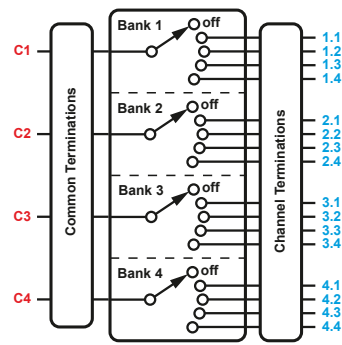 Bank 1
off
C1
1.1
1.2
1.3
1.4
Bank 2
off
C2
2.1
2.2
2.3
2.4
Bank 3
off
C3
3.1
3.2
3.3
3.4
Bank 4
off
C4
4.1
4.2
4.3
4.4
Common Terminations
Channel Terminations